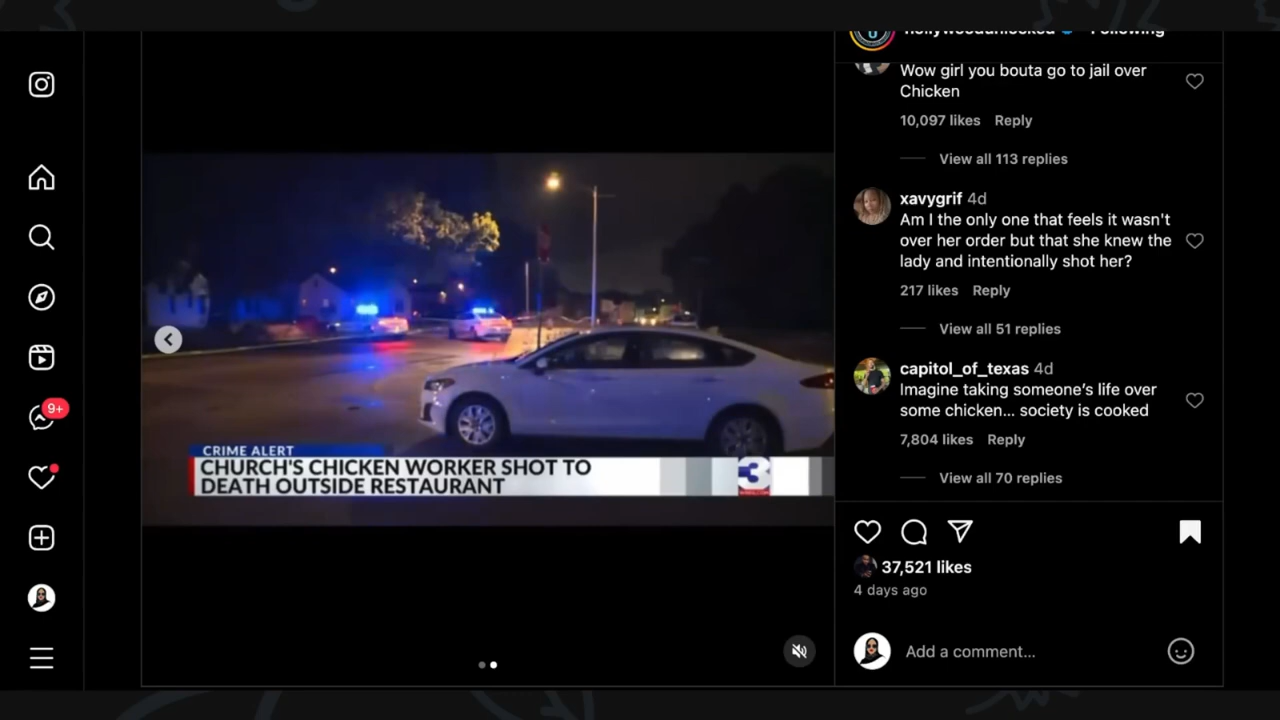 hollywoodunlocked Following
Wow girl you bouta go to jail over
Chicken
10,097 likes Reply
View all 113 replies
xavygrif 4d
Am I the only one that feels it wasn't
over her order but that she knew the
lady and intentionally shot her?
217 likes Reply
View all 51 replies
capitol_of_texas 4d
Imagine taking someone’s life over
some chicken... society is cooked
7,804 likes Reply
View all 70 replies
37,521 likes
4 days ago
Add a comment...
9+
CRIME ALERT
CHURCH'S CHICKEN WORKER SHOT TO
DEATH OUTSIDE RESTAURANT
3